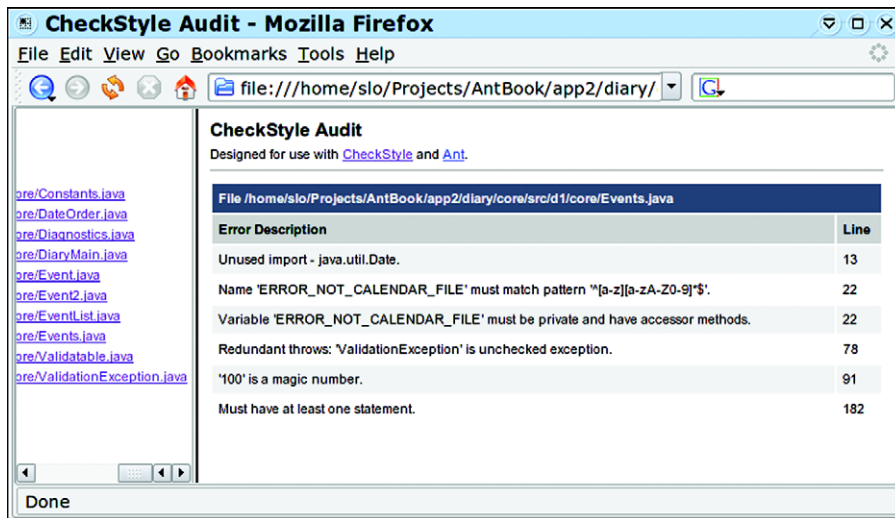 CheckStyle Audit - Mozilla Firefox
File Edit View Go Bookmarks Tools Help
file:///home/slo/Projects/AntBook/app2/diary/
G
CheckStyle Audit
Designed for use with CheckStyle and Ant.
ore/Constants.java
ore/DateOrder.java
ore/Diagnostics.java
ore/DiaryMain.java
ore/Event.java
ore/Event2.java
ore/EventList.java
ore/Events.java
ore/Validatable.java
ore/ValidationException.java
File /home/slo/Projects/AntBook/app2/diary/core/src/d1/core/Events.java
Error Description Line
Unused import - java.util.Date. 13
Name 'ERROR_NOT_CALENDAR_FILE' must match pattern '^[a-z][a-zA-Z0-9]*$'. 22
Variable 'ERROR_NOT_CALENDAR_FILE' must be private and have accessor methods. 22
Redundant throws: 'ValidationException' is unchecked exception. 78
'100' is a magic number. 91
Must have at least one statement. 182
Done